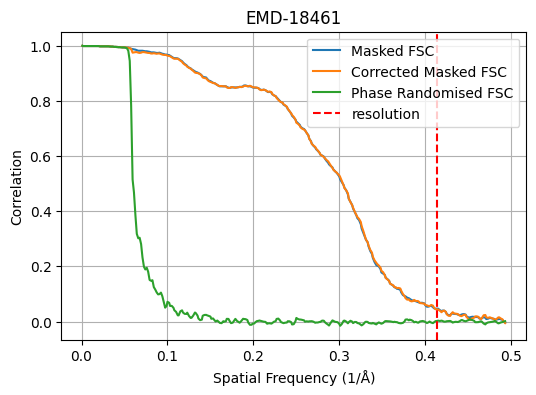 EMD-18461
Masked FSC
Corrected Masked FSC
Phase Randomised FSC
resolution
Correlation
1.0
0.8
0.6
0.4
0.2
0.0
0.0 0.1 0.2 0.3 0.4 0.5
Spatial Frequency (1/Å)